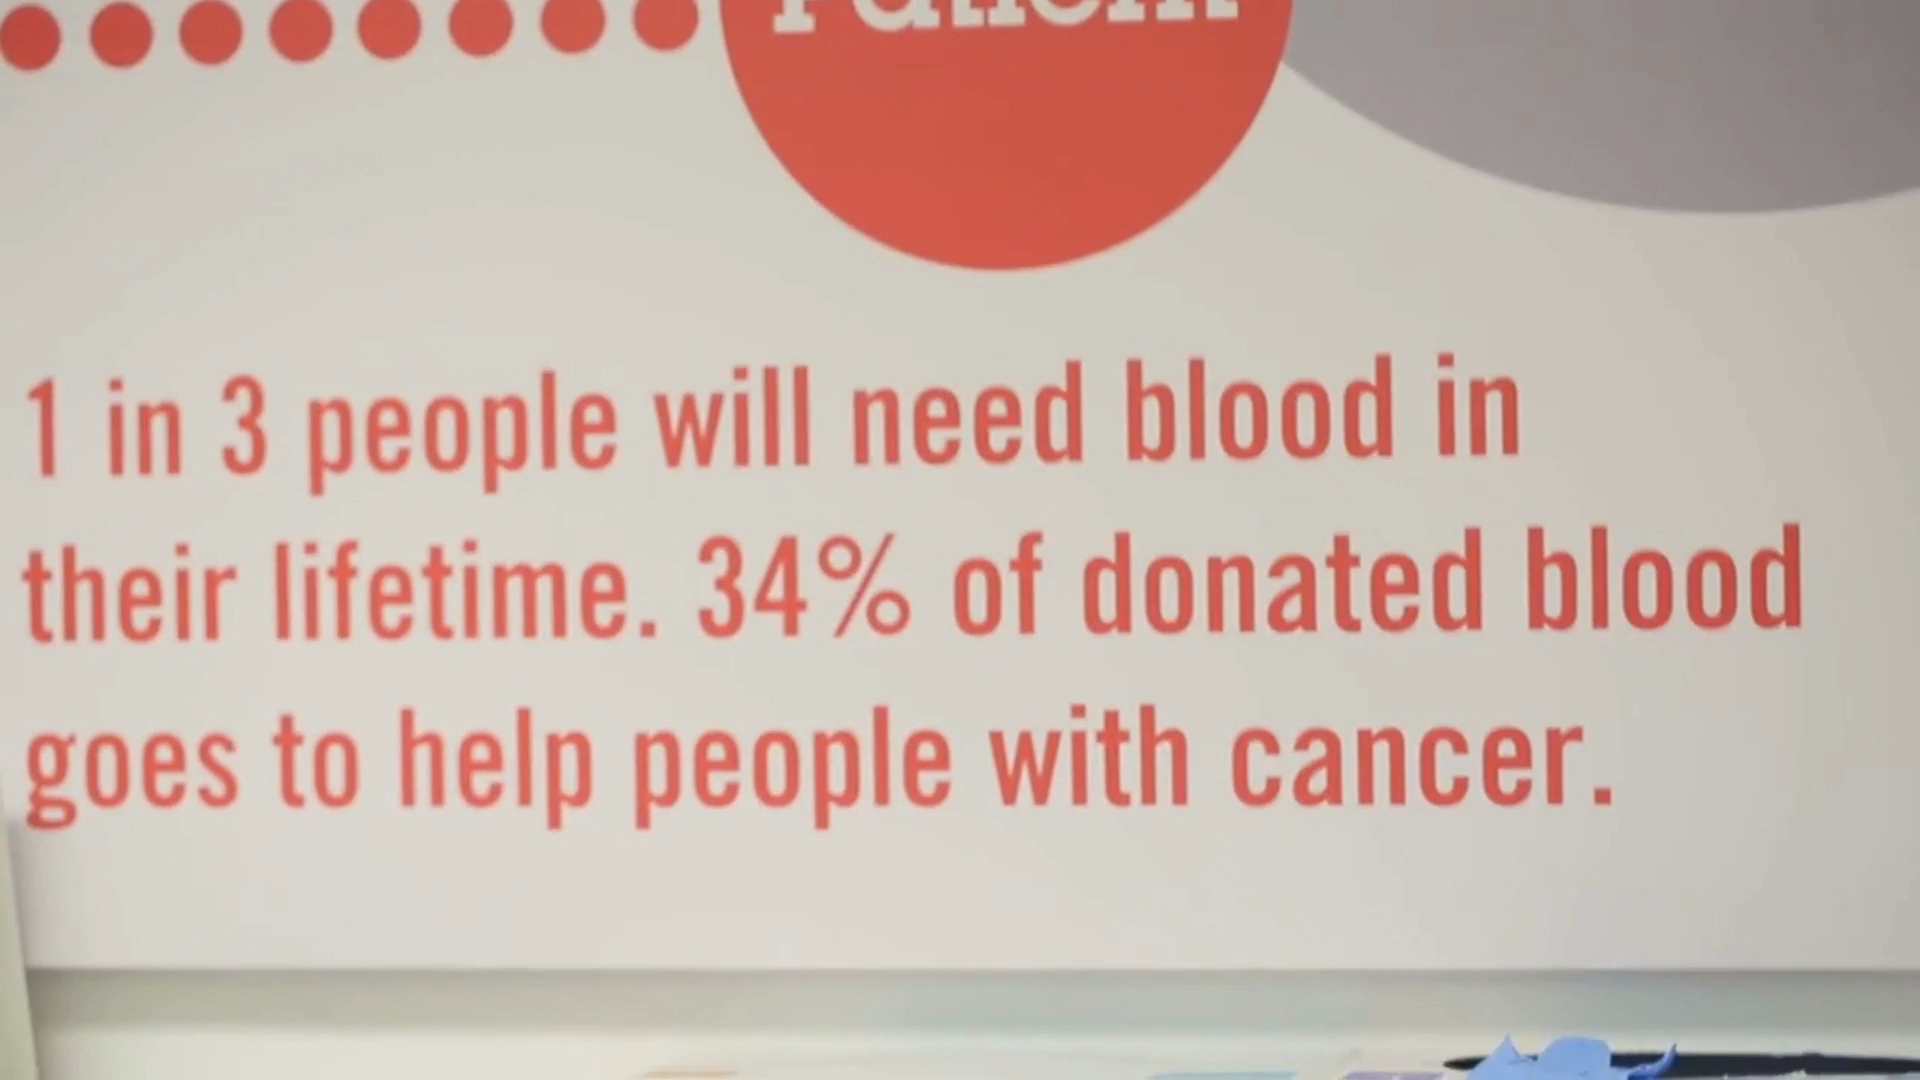 Patient
1 in 3 people will need blood in
their lifetime. 34% of donated blood
goes to help people with cancer.